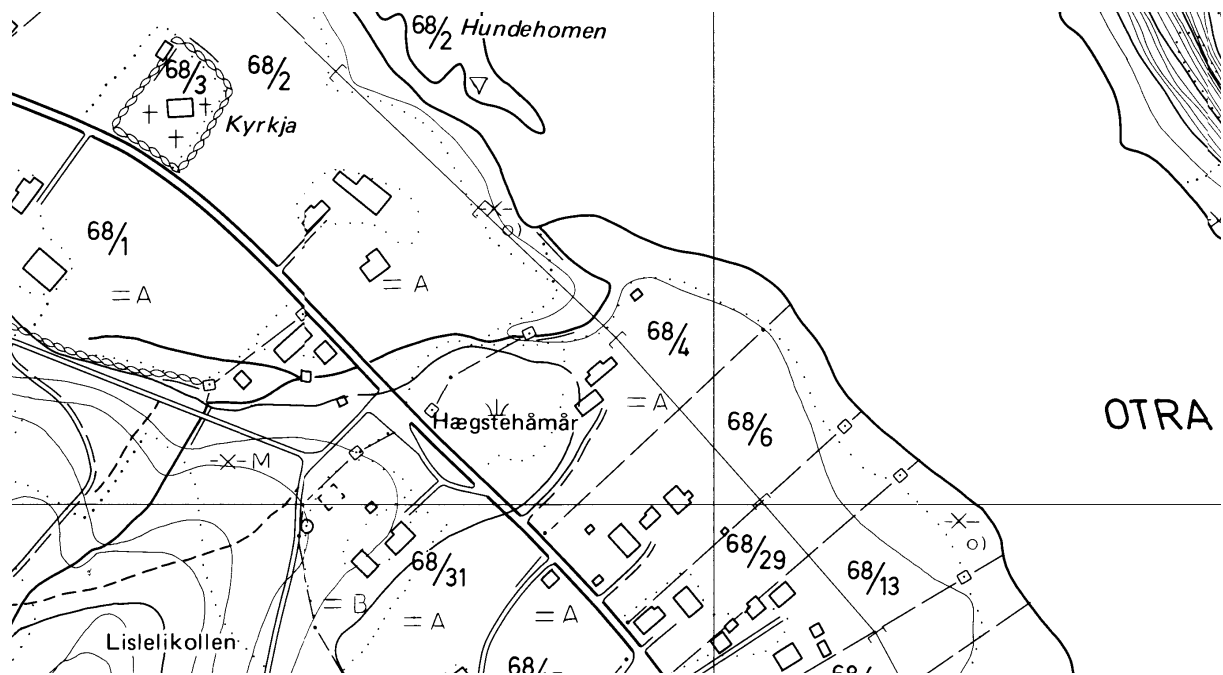 68/2 Hundehomen
68/3
68/2
Kyrkja
68/1
= A
= A
68/4
= A
OTRA
68/6
Hægstehåmår
-X-M
68/29
68/13
68/31
= B
= A
= A
Lislelikollen